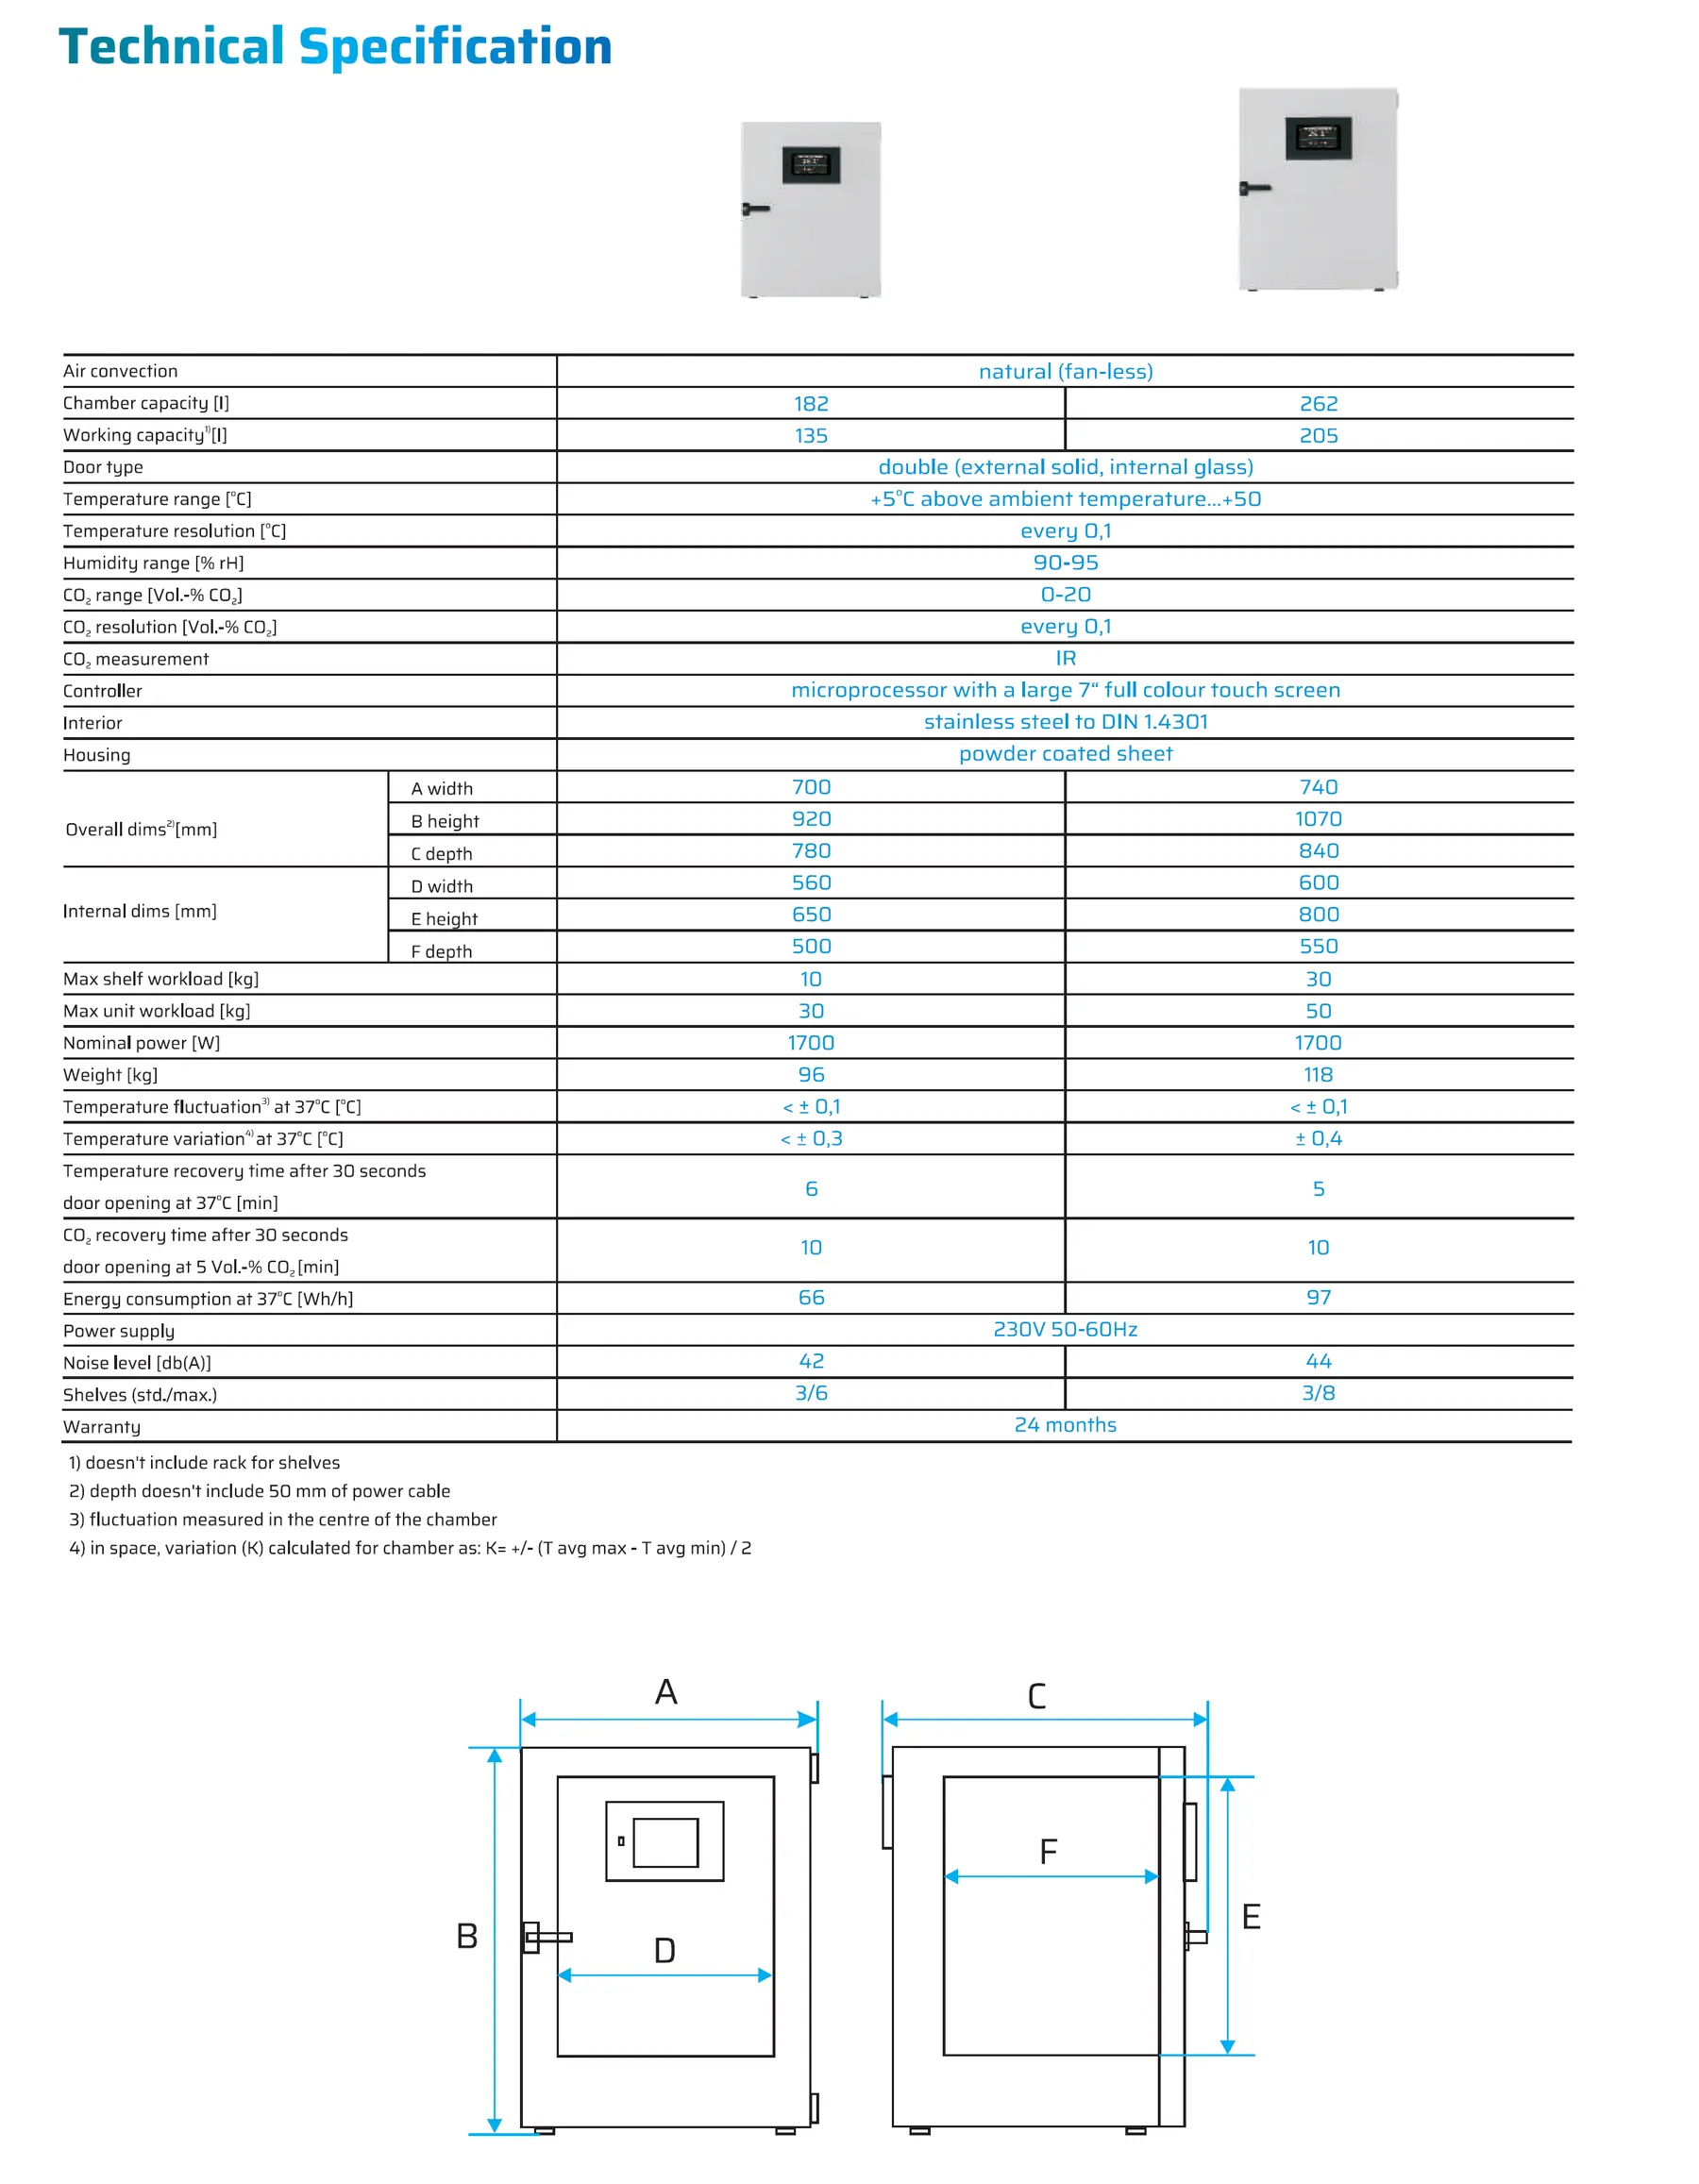 Technical Specification
Air convection natural (fan-less)
Chamber capacity [l] 182 262
Working capacity¹⁾[l] 135 205
Door type double (external solid, internal glass)
Temperature range [°C] +5°C above ambient temperature...+50
Temperature resolution [°C] every 0,1
Humidity range [% rH] 90-95
CO₂ range [Vol.-% CO₂] 0-20
CO₂ resolution [Vol.-% CO₂] every 0,1
CO₂ measurement IR
Controller microprocessor with a large 7“ full colour touch screen
Interior stainless steel to DIN 1.4301
Housing powder coated sheet
Overall dims²⁾[mm]
A width 700 740
B height 920 1070
C depth 780 840
Internal dims [mm]
D width 560 600
E height 650 800
F depth 500 550
Max shelf workload [kg] 10 30
Max unit workload [kg] 30 50
Nominal power [W] 1700 1700
Weight [kg] 96 118
Temperature fluctuation³⁾ at 37°C [°C] < ± 0,1 < ± 0,1
Temperature variation⁴⁾ at 37°C [°C] < ± 0,3 ± 0,4
Temperature recovery time after 30 seconds
door opening at 37°C [min] 6 5
CO₂ recovery time after 30 seconds
door opening at 5 Vol.-% CO₂ [min] 10 10
Energy consumption at 37°C [Wh/h] 66 97
Power supply 230V 50-60Hz
Noise level [db(A)] 42 44
Shelves (std./max.) 3/6 3/8
Warranty 24 months
1) doesn't include rack for shelves
2) depth doesn't include 50 mm of power cable
3) fluctuation measured in the centre of the chamber
4) in space, variation (K) calculated for chamber as: K= +/- (T avg max - T avg min) / 2
A
C
F
E
B
D